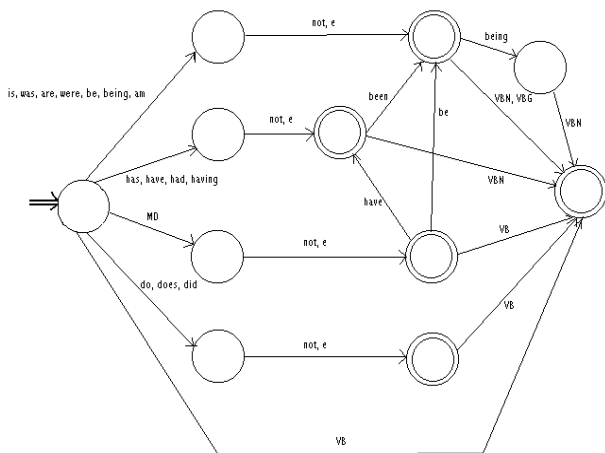 not, e
being
is, was, are, were, be, being, am
been
VBN, VBG
be
VBN
not, e
has, have, had, having
VBN
have
MD
not, e
VB
do, does, did
VB
not, e
VB